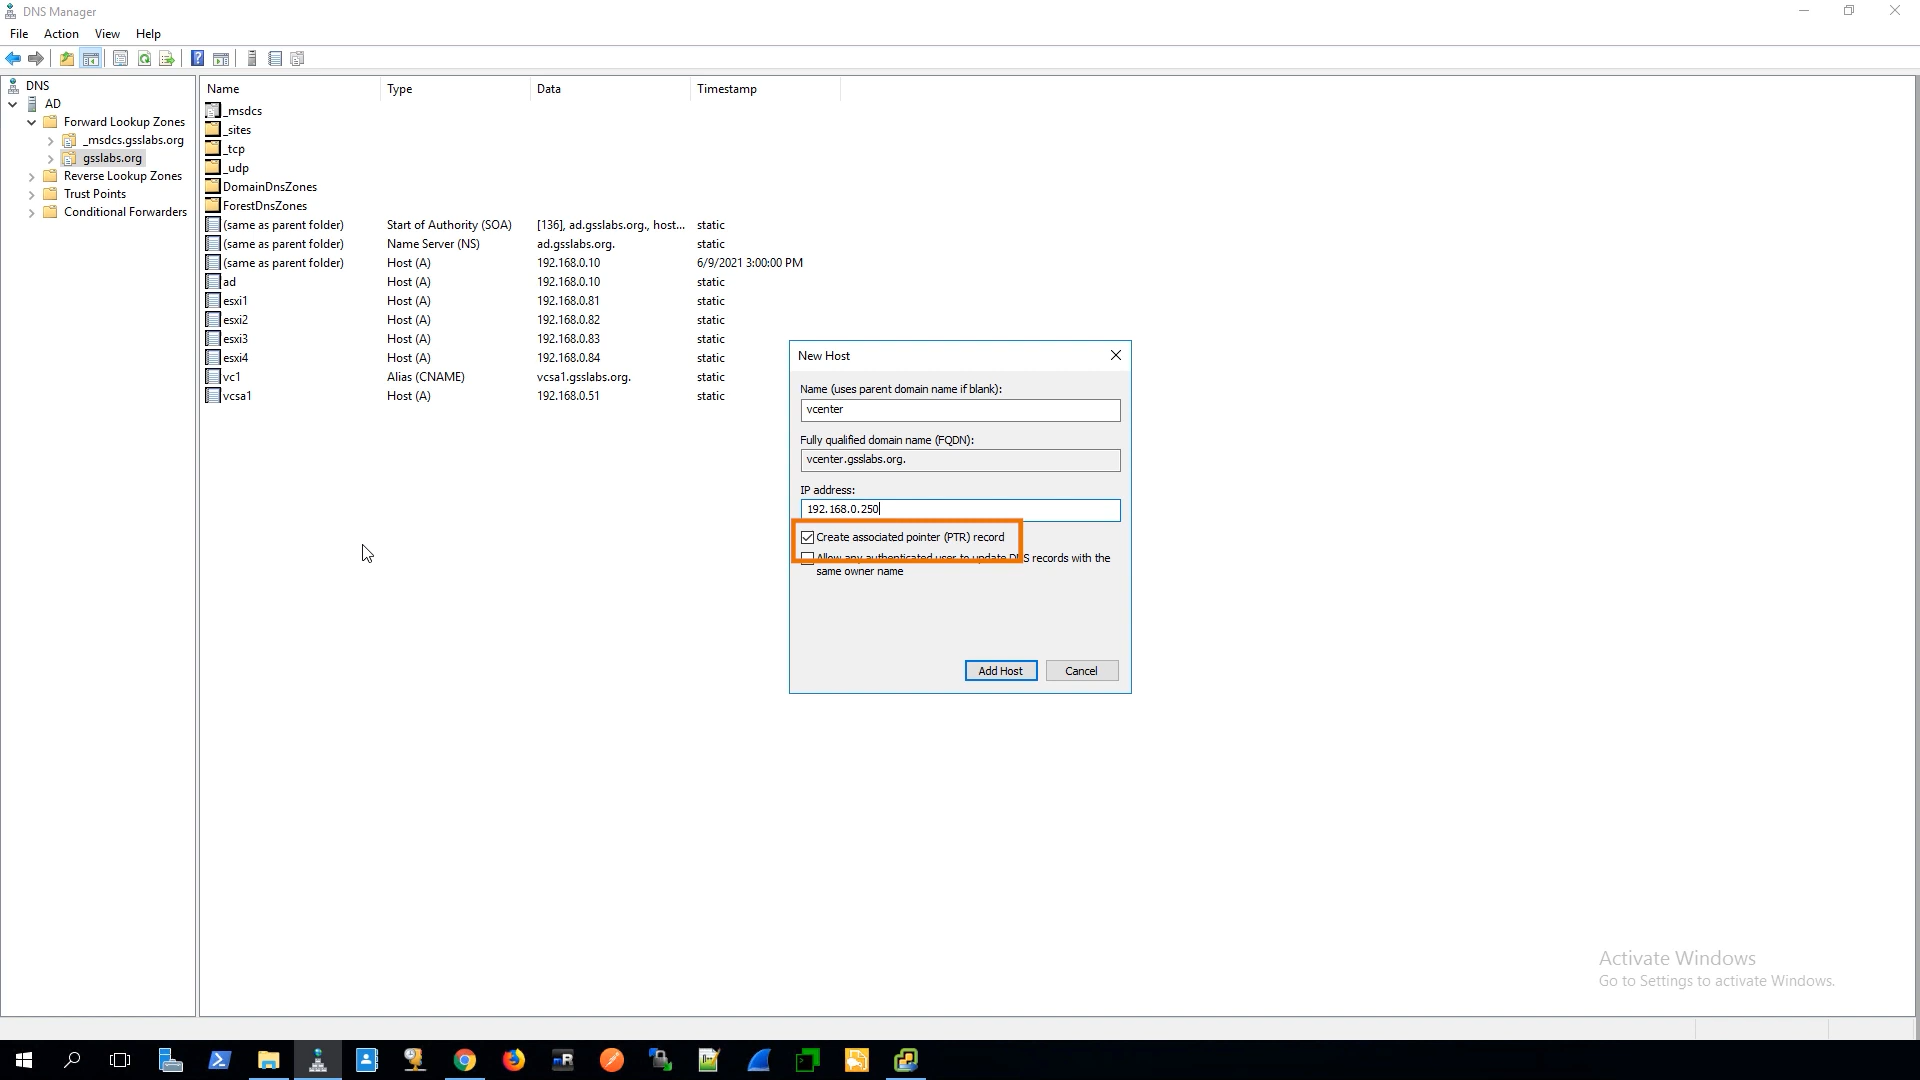 DNS Manager
File Action View Help
DNS
AD
Forward Lookup Zones
_msdcs.gsslabs.org
gsslabs.org
Reverse Lookup Zones
Trust Points
Conditional Forwarders
Name Type Data Timestamp
_msdcs
_sites
_tcp
_udp
DomainDnsZones
ForestDnsZones
(same as parent folder) Start of Authority (SOA) [136], ad.gsslabs.org., host... static
(same as parent folder) Name Server (NS) ad.gsslabs.org. static
(same as parent folder) Host (A) 192.168.0.10 6/9/2021 3:00:00 PM
ad Host (A) 192.168.0.10 static
esxi1 Host (A) 192.168.0.81 static
esxi2 Host (A) 192.168.0.82 static
esxi3 Host (A) 192.168.0.83 static
esxi4 Host (A) 192.168.0.84 static
vc1 Alias (CNAME) vcsa1.gsslabs.org. static
vcsa1 Host (A) 192.168.0.51 static
New Host
Name (uses parent domain name if blank):
vcenter
Fully qualified domain name (FQDN):
vcenter.gsslabs.org.
IP address:
192.168.0.250
Create associated pointer (PTR) record
Allow any authenticated user to update DNS records with the
same owner name
Add Host Cancel
Activate Windows
Go to Settings to activate Windows.